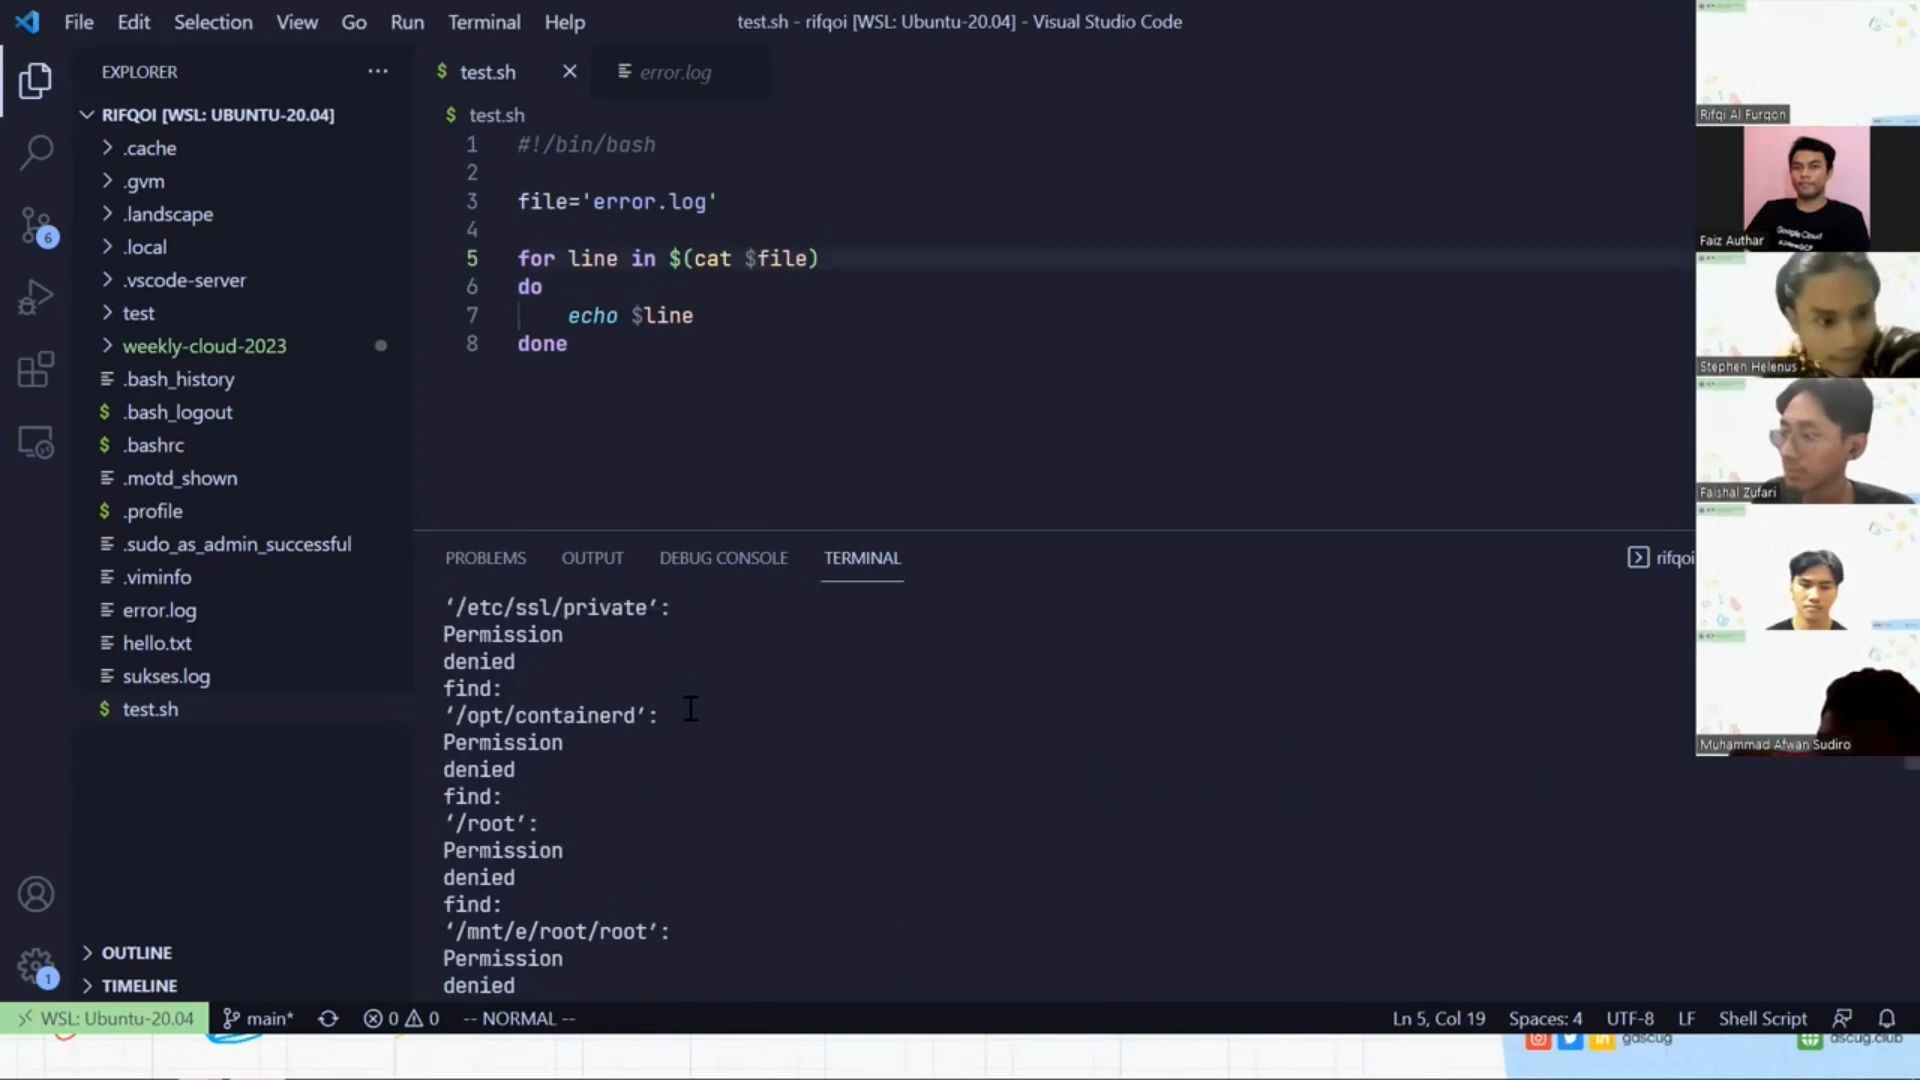 File Edit Selection View Go Run Terminal Help
test.sh - rifqoi [WSL: Ubuntu-20.04] - Visual Studio Code
EXPLORER
RIFQOI [WSL: UBUNTU-20.04]
.cache
.gvm
.landscape
.local
.vscode-server
test
weekly-cloud-2023
.bash_history
$ .bash_logout
$ .bashrc
.motd_shown
$ .profile
.sudo_as_admin_successful
.viminfo
error.log
hello.txt
sukses.log
$ test.sh
OUTLINE
TIMELINE
6
1
$ test.sh
error.log
$ test.sh
1 #!/bin/bash
2
3 file='error.log'
4
5 for line in $(cat $file)
6 do
7 echo $line
8 done
PROBLEMS OUTPUT DEBUG CONSOLE TERMINAL
rifqoi
‘/etc/ssl/private’:
Permission
denied
find:
‘/opt/containerd’:
Permission
denied
find:
‘/root’:
Permission
denied
find:
‘/mnt/e/root/root’:
Permission
denied
WSL: Ubuntu-20.04 main* 0 0 -- NORMAL --
Ln 5, Col 19 Spaces: 4 UTF-8 LF Shell Script
Rifqi Al Furqon
Faiz Authar
Google Cloud
Stephen Helenus
Faishal Zufari
Muhammad Afwan Sudiro
gdscug
dscug.club